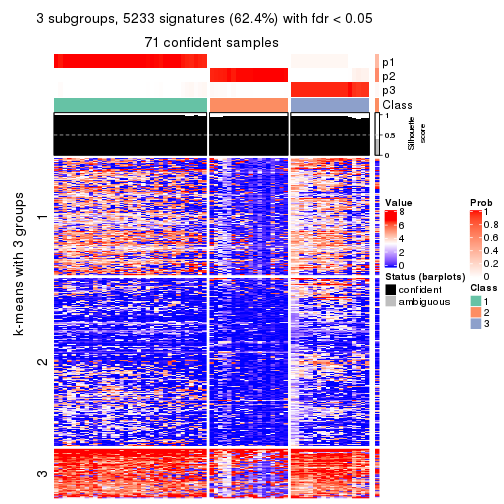 3 subgroups, 5233 signatures (62.4%) with fdr < 0.05
71 confident samples
p1
p2
p3
Class
1
0.5
0
Silhouette
score
k-means with 3 groups
1
2
3
Value
8
6
4
2
0
Status (barplots)
confident
ambiguous
Prob
1
0.8
0.6
0.4
0.2
0
Class
1
2
3